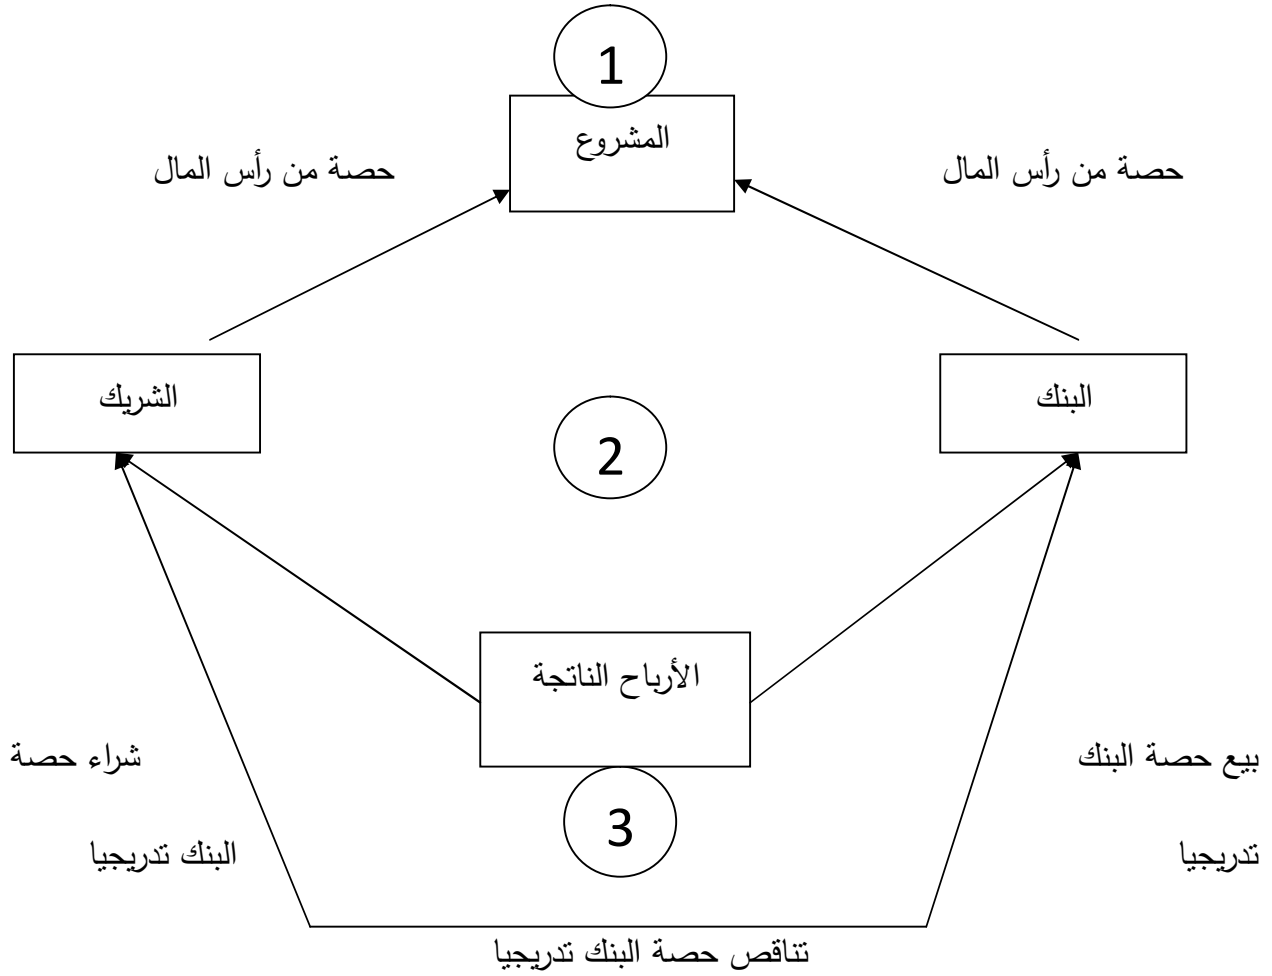 1
المشروع
حصة من رأس المال
حصة من رأس المال
البنك
الشريك
2
الأرباح الناتجة
بيع حصة البنك
تدريجيا
شراء حصة
البنك تدريجيا
3
تناقص حصة البنك تدريجيا